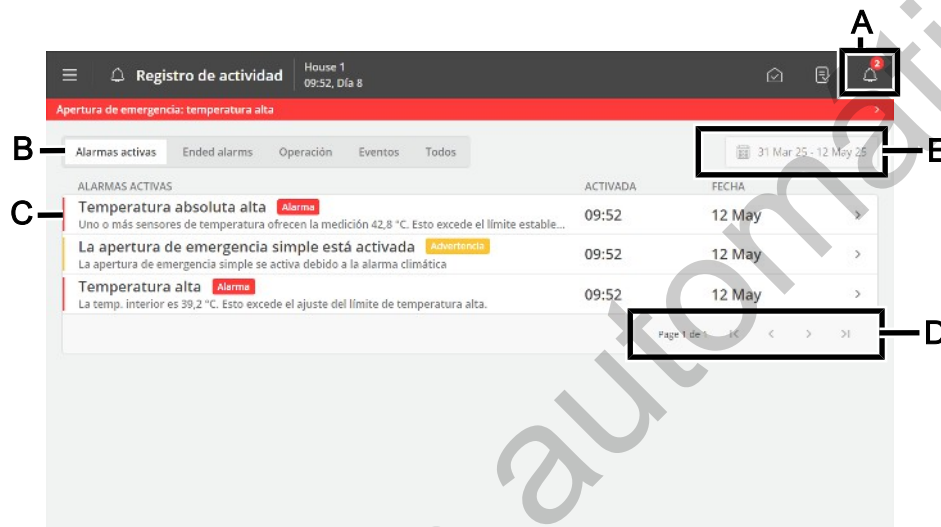 A
House 1
Registro de actividad
09:52, Día 8
2
Apertura de emergencia: temperatura alta
B
Alarmas activas Ended alarms Operación Eventos Todos
31 Mar 25 - 12 May 25
E
ALARMAS ACTIVAS ACTIVADA FECHA
C
Temperatura absoluta alta Alarma
09:52 12 May
Uno o más sensores de temperatura ofrecen la medición 42,8 °C. Esto excede el límite estable...
La apertura de emergencia simple está activada Advertencia
09:52 12 May
La apertura de emergencia simple se activa debido a la alarma climática
Temperatura alta Alarma
09:52 12 May
La temp. interior es 39,2 °C. Esto excede el ajuste del límite de temperatura alta.
Page 1 de 1
D